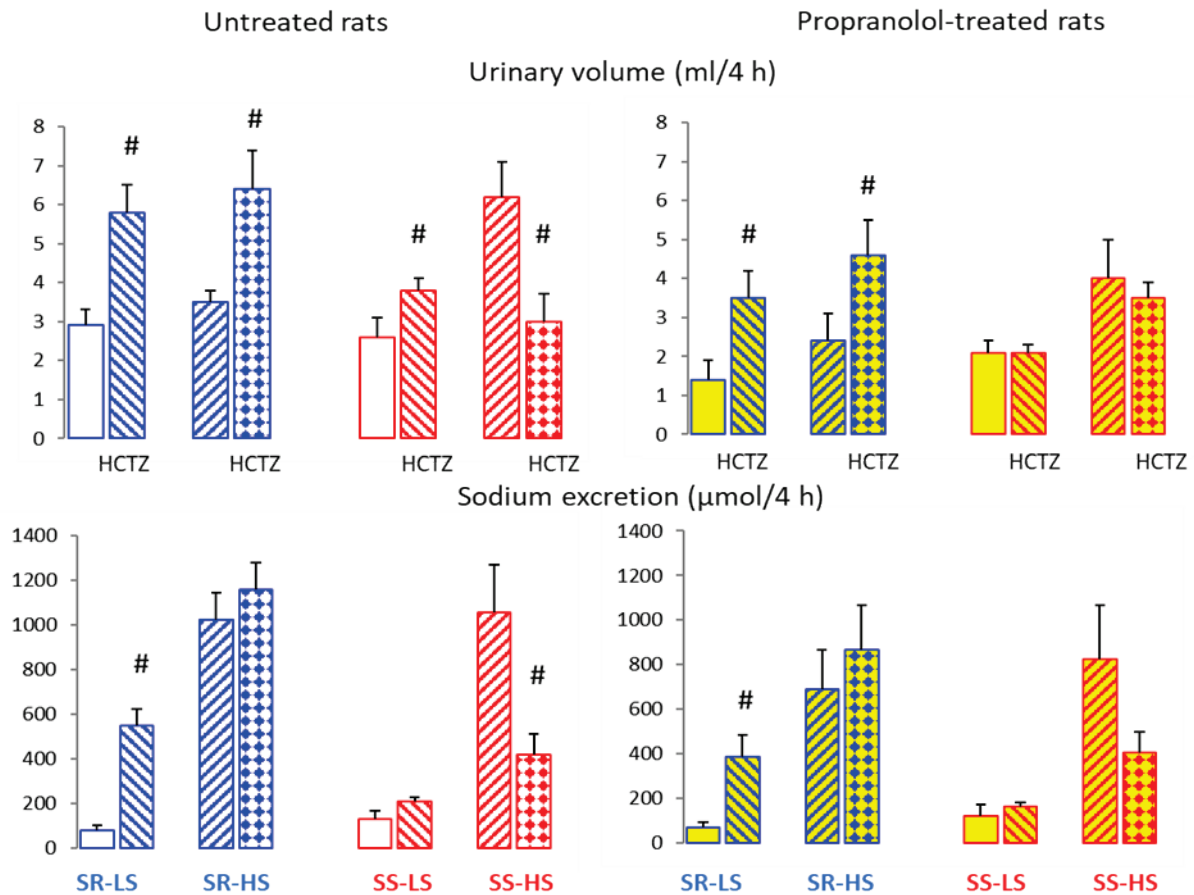 Untreated rats
Propranolol-treated rats
Urinary volume (ml/4 h)
8
7
6
5
4
3
2
1
0
#
#
#
#
HCTZ
HCTZ
HCTZ
HCTZ
8
7
6
5
4
3
2
1
0
#
#
HCTZ
HCTZ
HCTZ
HCTZ
Sodium excretion (µmol/4 h)
1400
1200
1000
800
600
400
200
0
#
#
SR-LS
SR-HS
SS-LS
SS-HS
1400
1200
1000
800
600
400
200
0
#
SR-LS
SR-HS
SS-LS
SS-HS